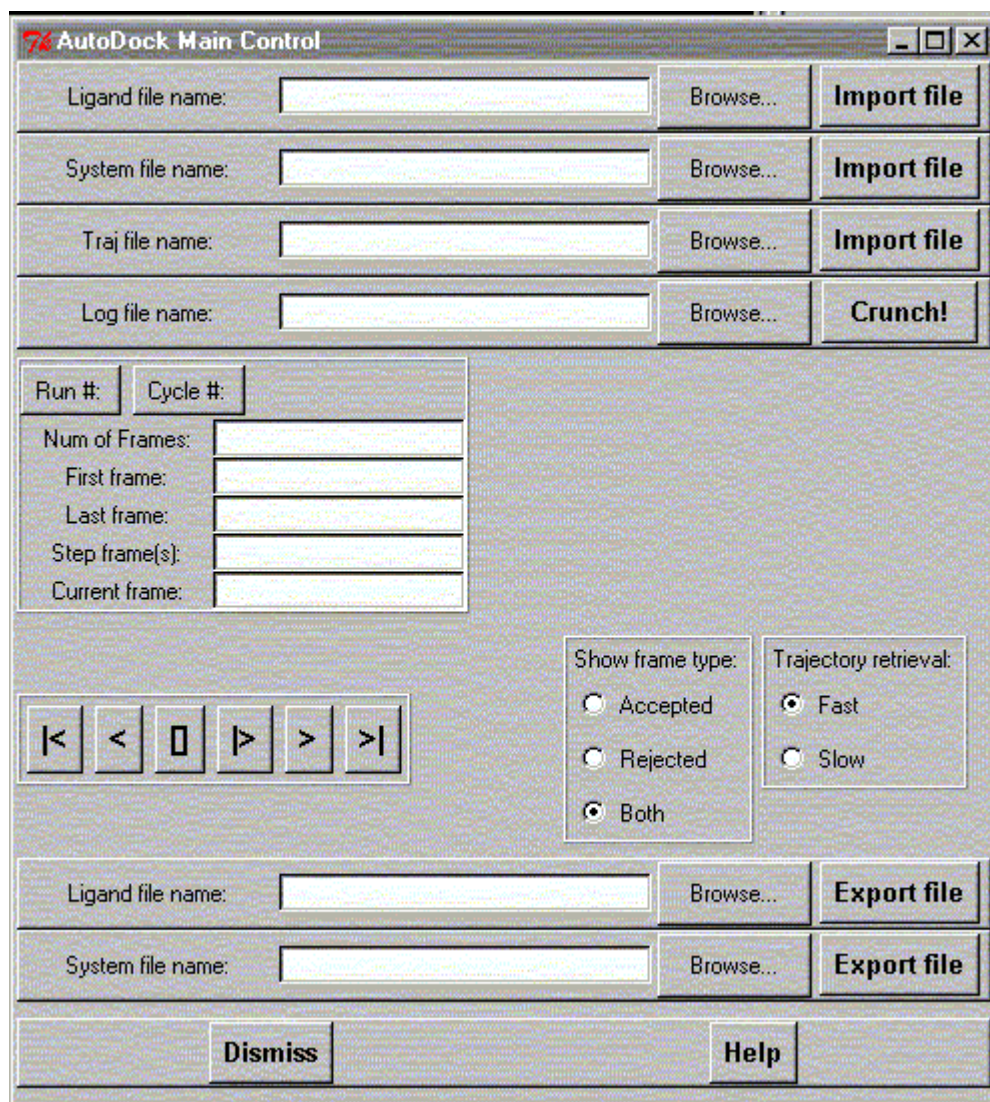 AutoDock Main Control
Ligand file name: Browse... Import file
System file name: Browse... Import file
Traj file name: Browse... Import file
Log file name: Browse... Crunch!
Run #: Cycle #:
Num of Frames:
First frame:
Last frame:
Step frame(s):
Current frame:
Show frame type:
Accepted
Rejected
Both
Trajectory retrieval:
Fast
Slow
|< < [] |> > >|
Ligand file name: Browse... Export file
System file name: Browse... Export file
Dismiss Help